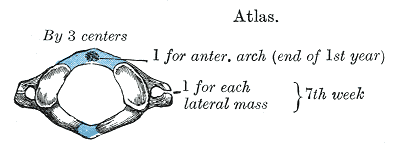 Atlas.
By 3 centers
1 for anter. arch (end of 1st year)
1 for each
lateral mass
} 7th week